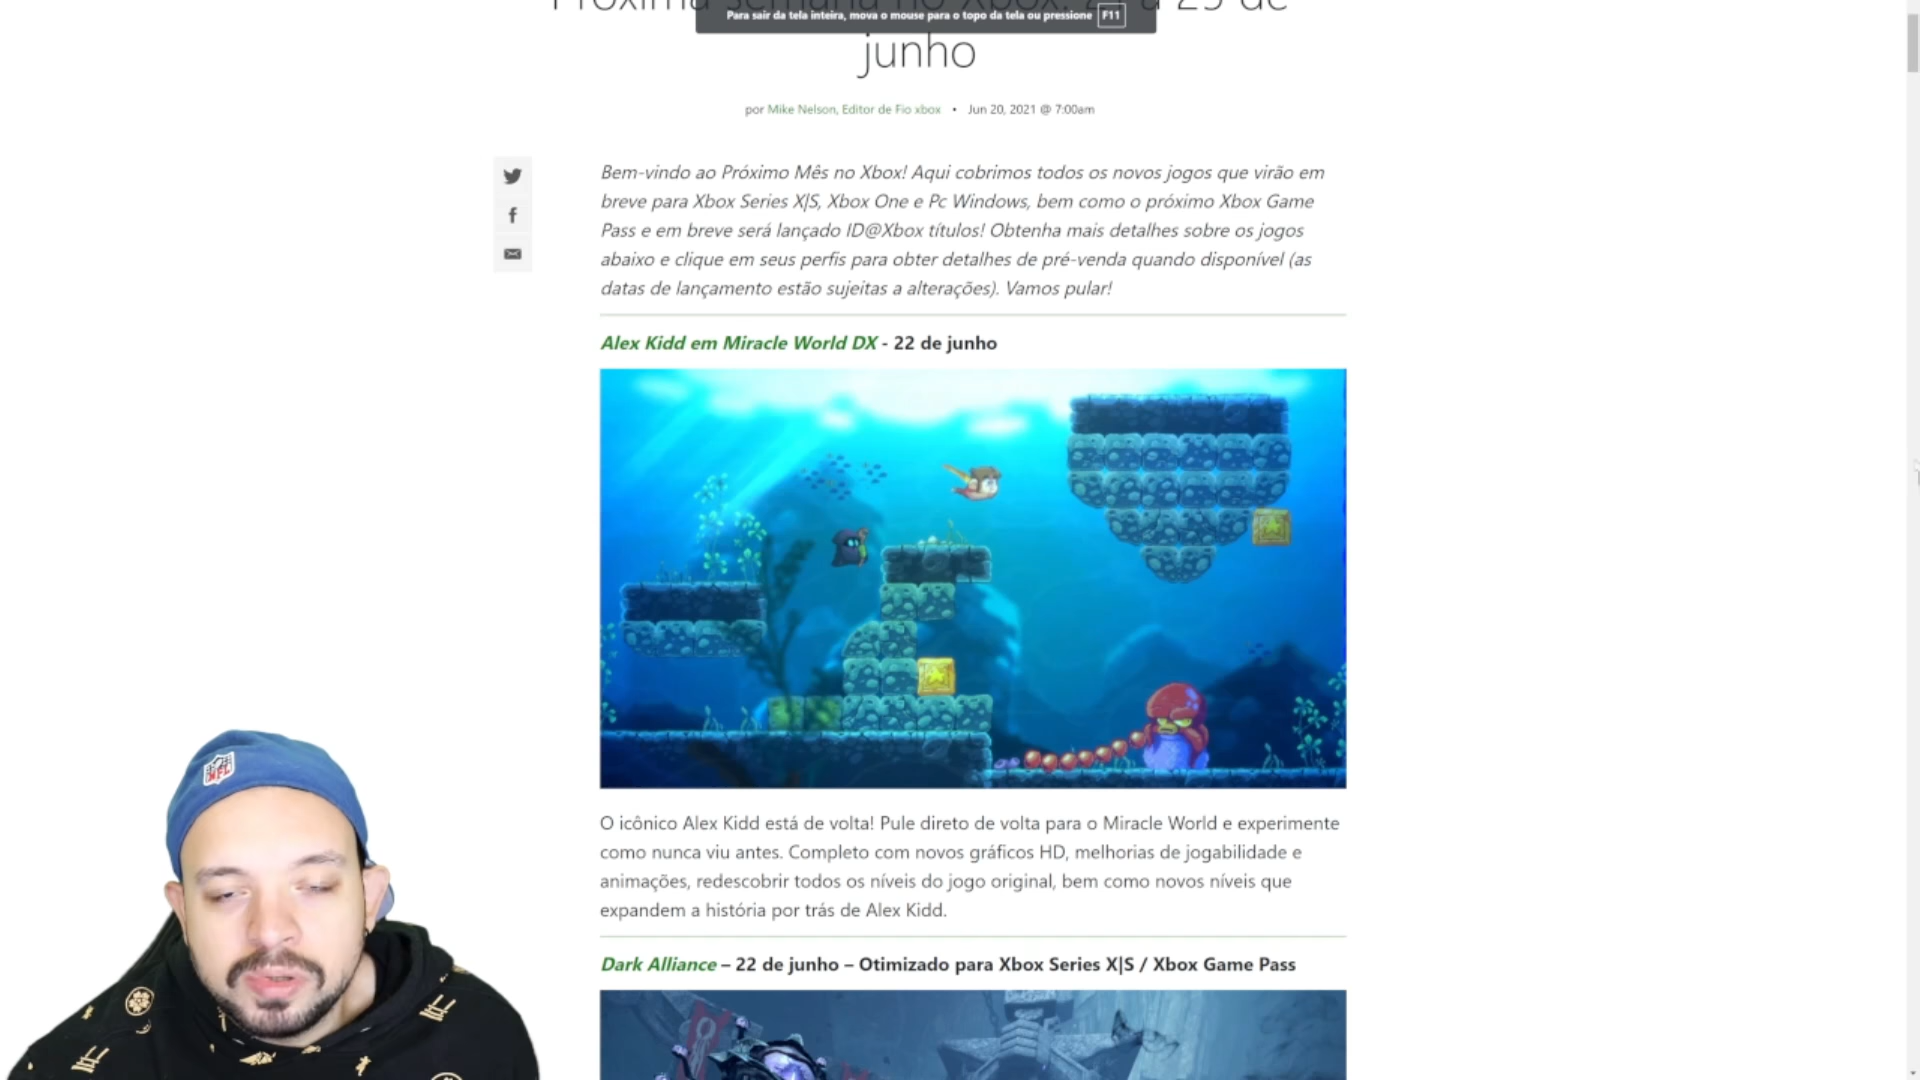 Próxima semana no Xbox: 21 a 25 de
junho
Para sair da tela inteira, mova o mouse para o topo da tela ou pressione F11
por Mike Nelson, Editor de Fio xbox • Jun 20, 2021 @ 7:00am
Bem-vindo ao Próximo Mês no Xbox! Aqui cobrimos todos os novos jogos que virão em
breve para Xbox Series X|S, Xbox One e Pc Windows, bem como o próximo Xbox Game
Pass e em breve será lançado ID@Xbox títulos! Obtenha mais detalhes sobre os jogos
abaixo e clique em seus perfis para obter detalhes de pré-venda quando disponível (as
datas de lançamento estão sujeitas a alterações). Vamos pular!
Alex Kidd em Miracle World DX - 22 de junho
O icônico Alex Kidd está de volta! Pule direto de volta para o Miracle World e experimente
como nunca viu antes. Completo com novos gráficos HD, melhorias de jogabilidade e
animações, redescobrir todos os níveis do jogo original, bem como novos níveis que
expandem a história por trás de Alex Kidd.
Dark Alliance – 22 de junho – Otimizado para Xbox Series X|S / Xbox Game Pass
NFL